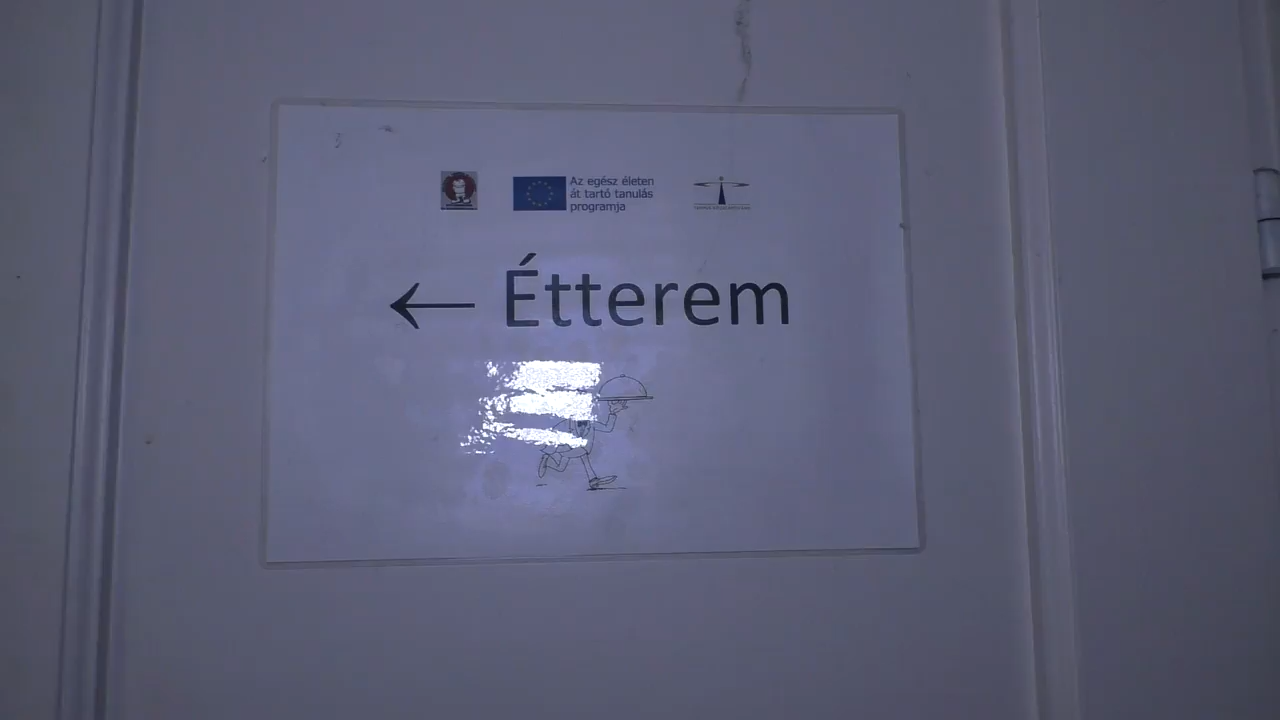 Az egész életen
át tartó tanulás
programja
← Étterem